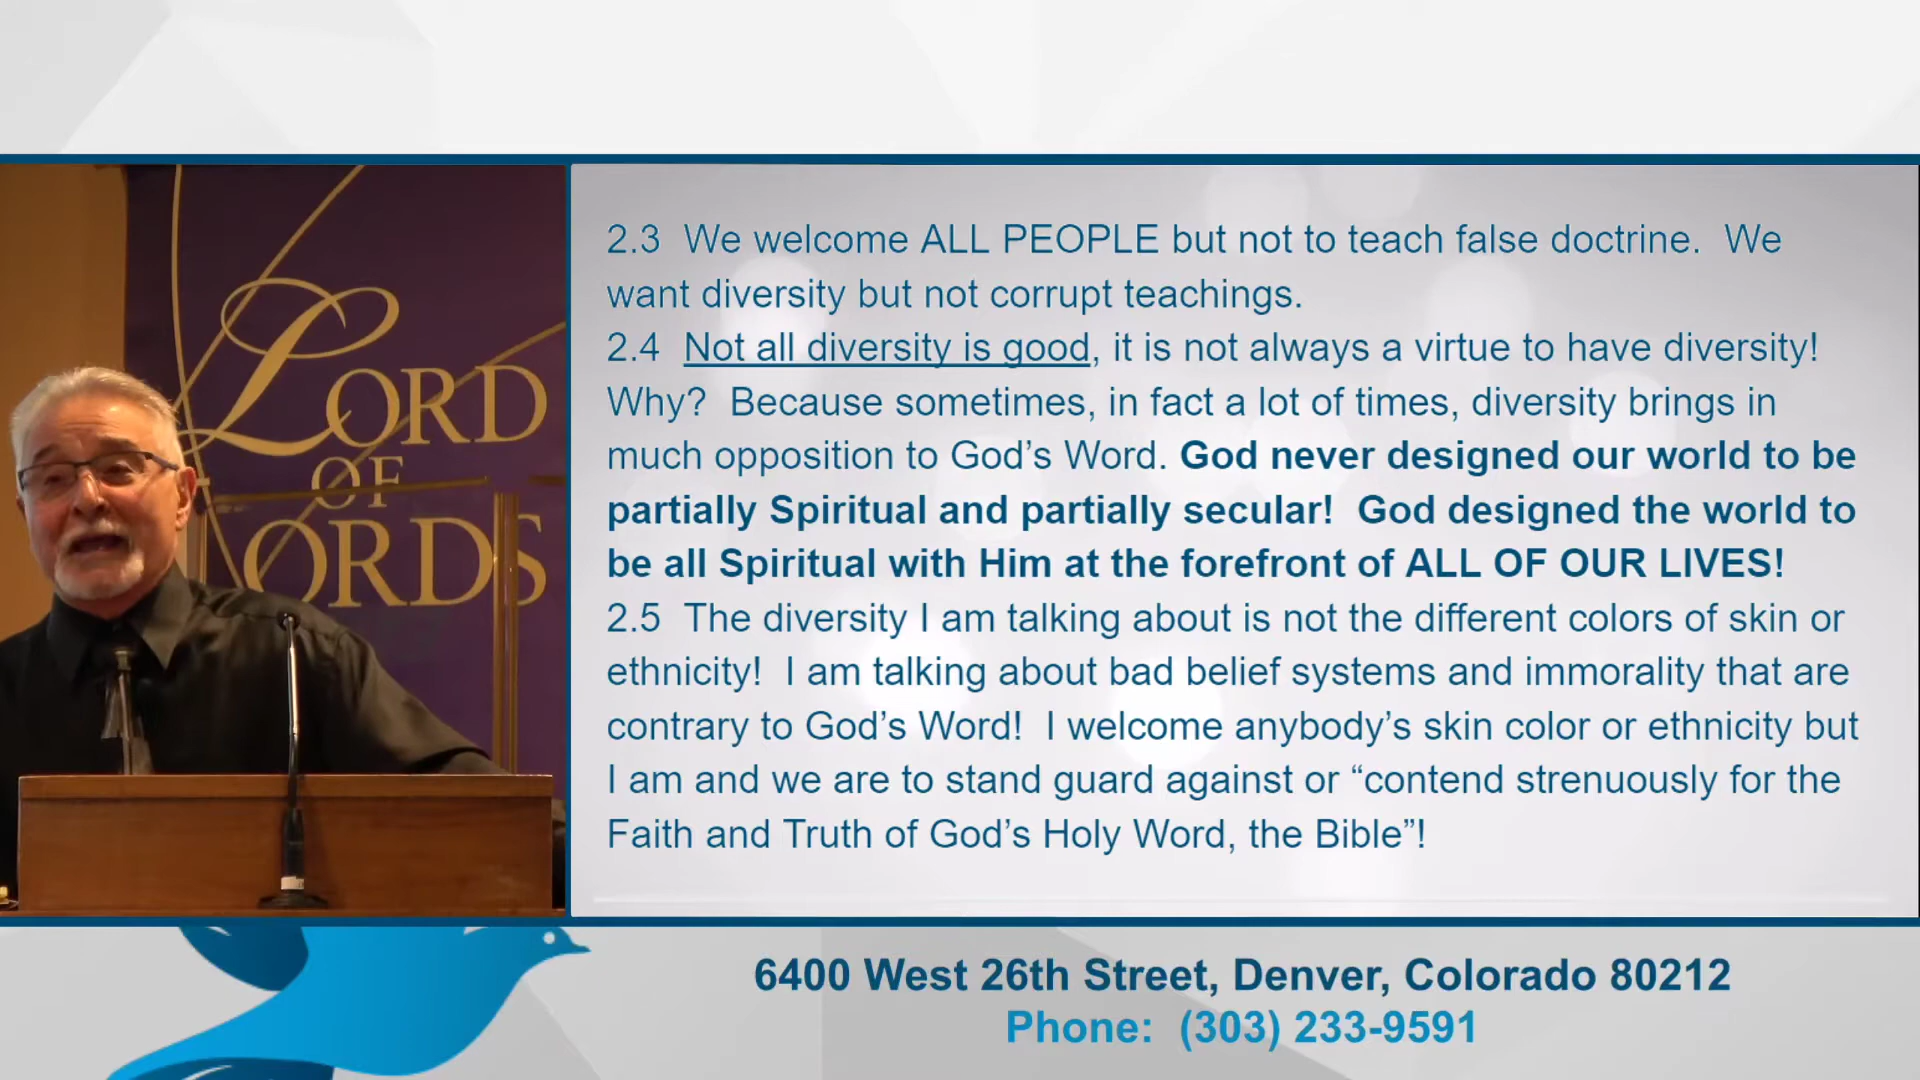 LORD
OF
LORDS
2.3 We welcome ALL PEOPLE but not to teach false doctrine. We
want diversity but not corrupt teachings.
2.4 Not all diversity is good, it is not always a virtue to have diversity!
Why? Because sometimes, in fact a lot of times, diversity brings in
much opposition to God’s Word. God never designed our world to be
partially Spiritual and partially secular! God designed the world to
be all Spiritual with Him at the forefront of ALL OF OUR LIVES!
2.5 The diversity I am talking about is not the different colors of skin or
ethnicity! I am talking about bad belief systems and immorality that are
contrary to God’s Word! I welcome anybody’s skin color or ethnicity but
I am and we are to stand guard against or “contend strenuously for the
Faith and Truth of God’s Holy Word, the Bible”!
6400 West 26th Street, Denver, Colorado 80212
Phone: (303) 233-9591